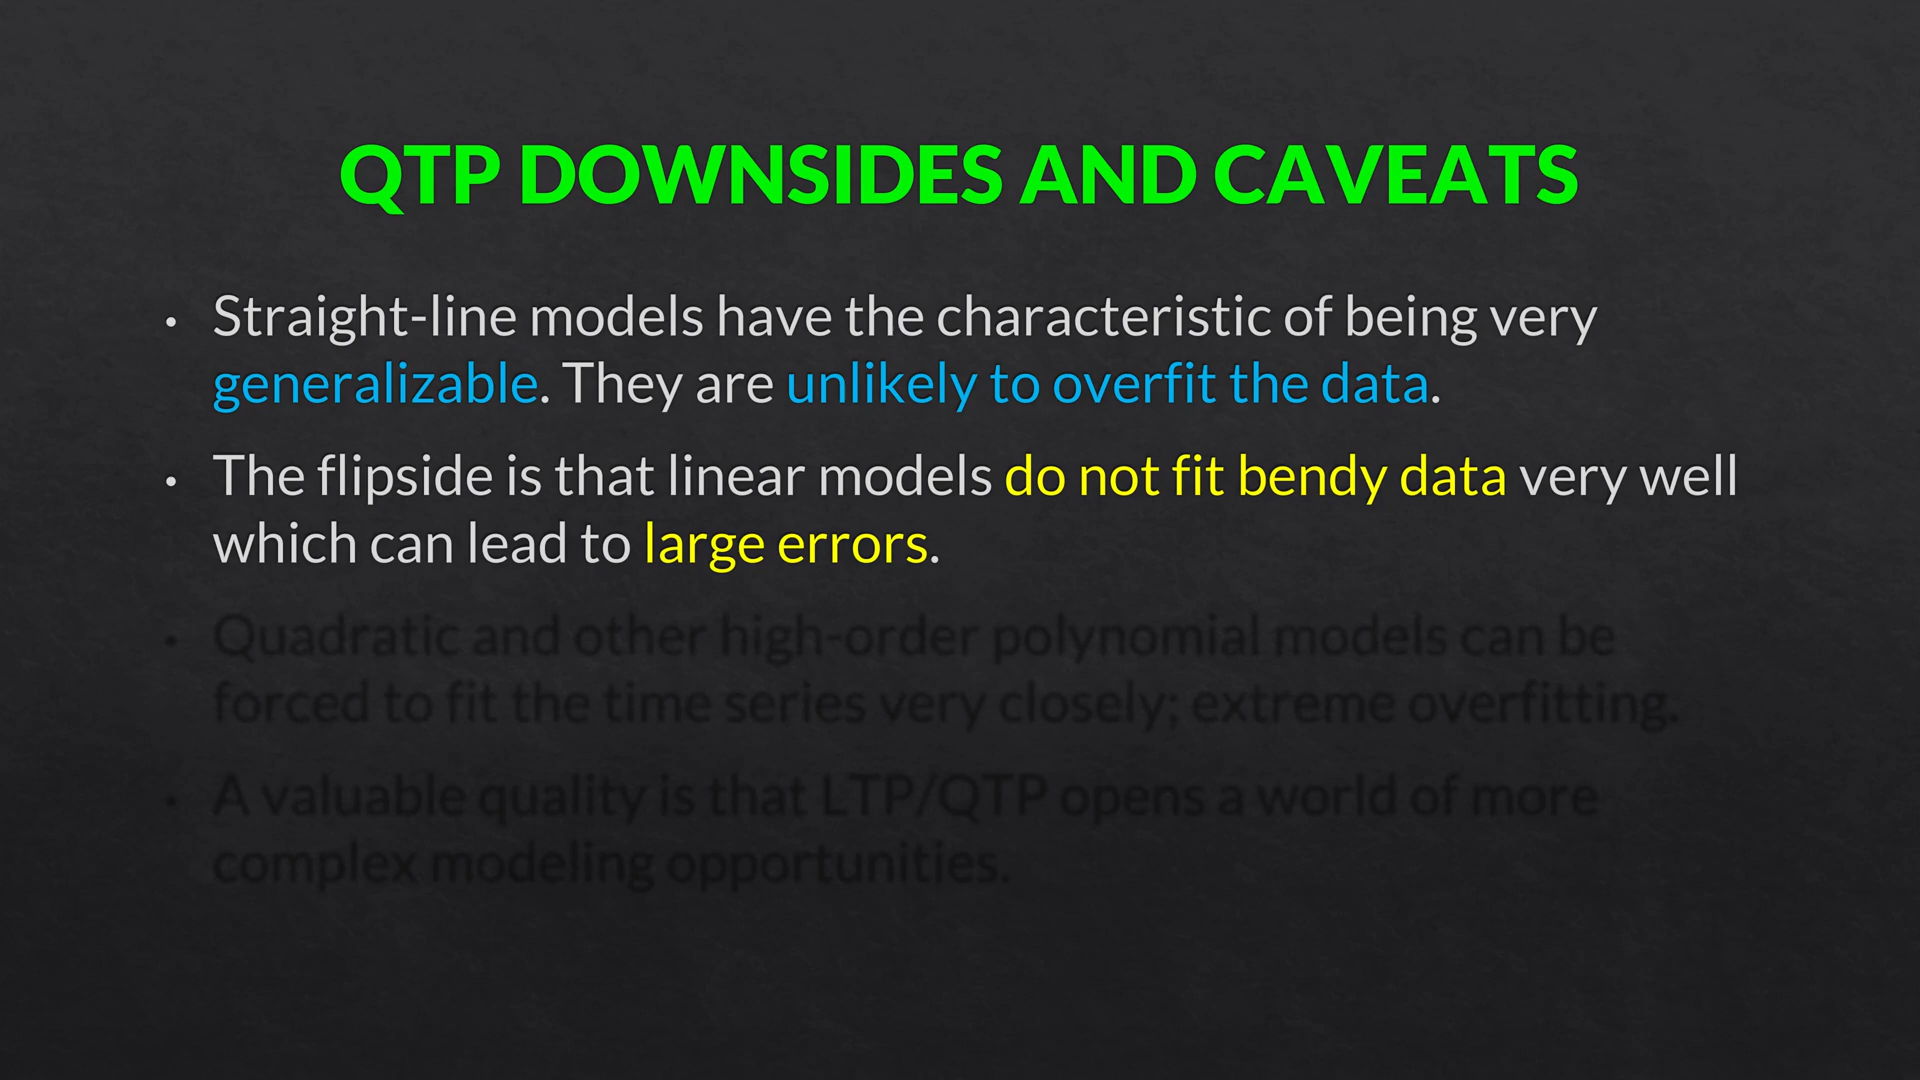 QTP DOWNSIDES AND CAVEATS
• Straight-line models have the characteristic of being very
generalizable. They are unlikely to overfit the data.
• The flipside is that linear models do not fit bendy data very well
which can lead to large errors.
• Quadratic and other high-order polynomial models can be
forced to fit the time series very closely; extreme overfitting.
• A valuable quality is that LTP/QTP opens a world of more
complex modeling opportunities.